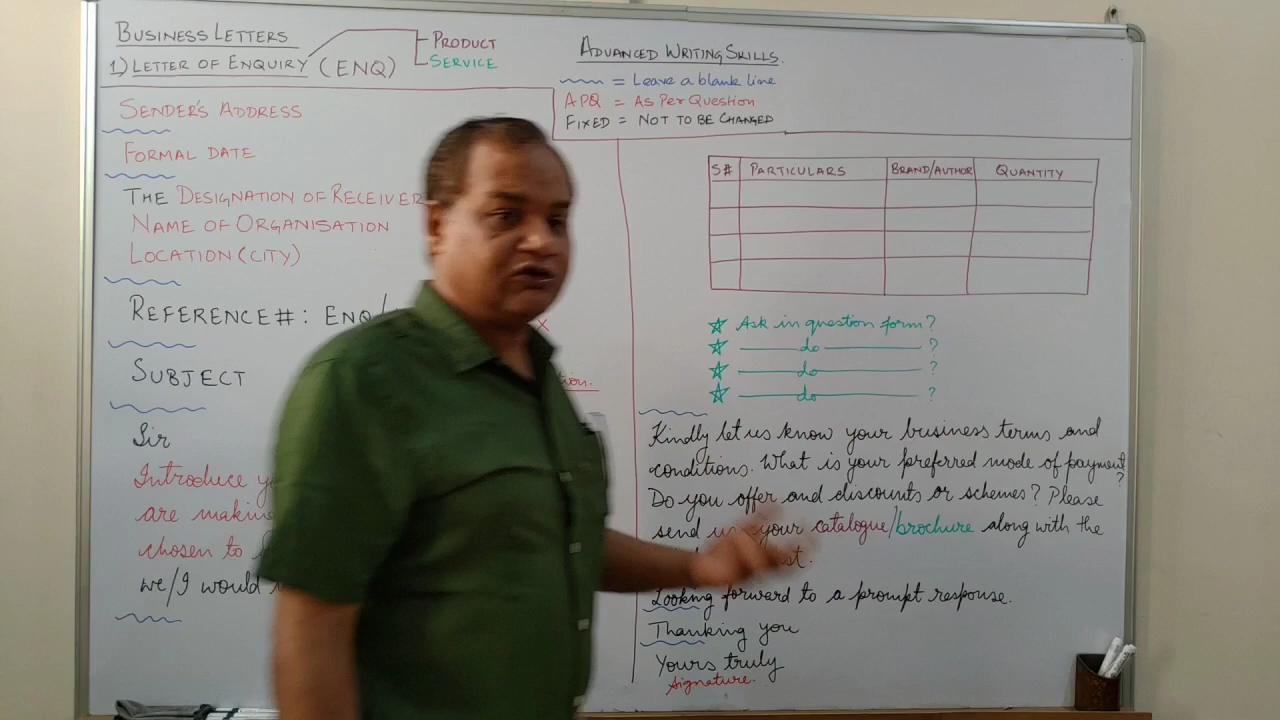 BUSINESS LETTERS
1) LETTER OF ENQUIRY (ENQ)
PRODUCT
SERVICE
ADVANCED WRITING SKILLS.
= Leave a blank line
APQ = AS PER QUESTION
FIXED = NOT TO BE CHANGED
SENDER'S ADDRESS
FORMAL DATE
THE DESIGNATION OF RECEIVER
NAME OF ORGANISATION
LOCATION (CITY)
REFERENCE#: ENQ/
x
SUBJECT
Sir
Introduce
are making
chosen to
we/I would
S# PARTICULARS BRAND/AUTHOR QUANTITY
Ask in question form?
do ?
do ?
do ?
Kindly let us know your business terms and
conditions. What is your preferred mode of payment?
Do you offer and discounts or schemes? Please
send your catalogue/brochure along with the
Looking forward to a prompt response.
Thanking you
Yours truly
Signature.